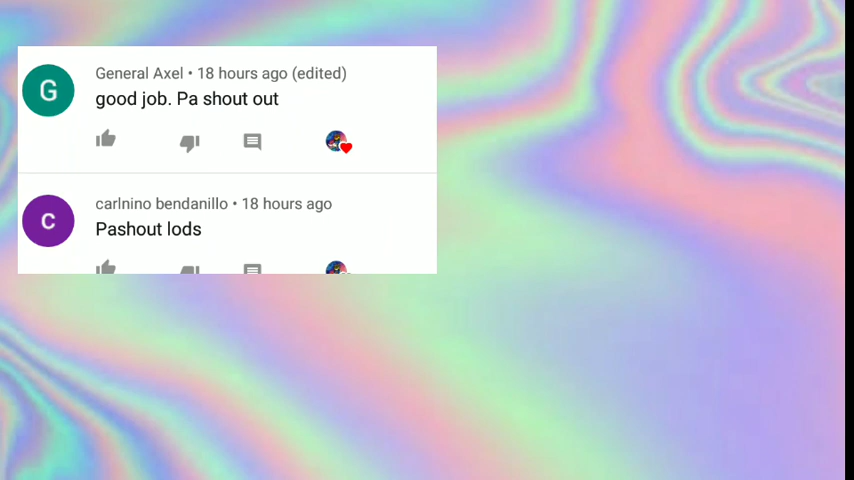 G
General Axel • 18 hours ago (edited)
good job. Pa shout out
c
carlnino bendanillo • 18 hours ago
Pashout lods